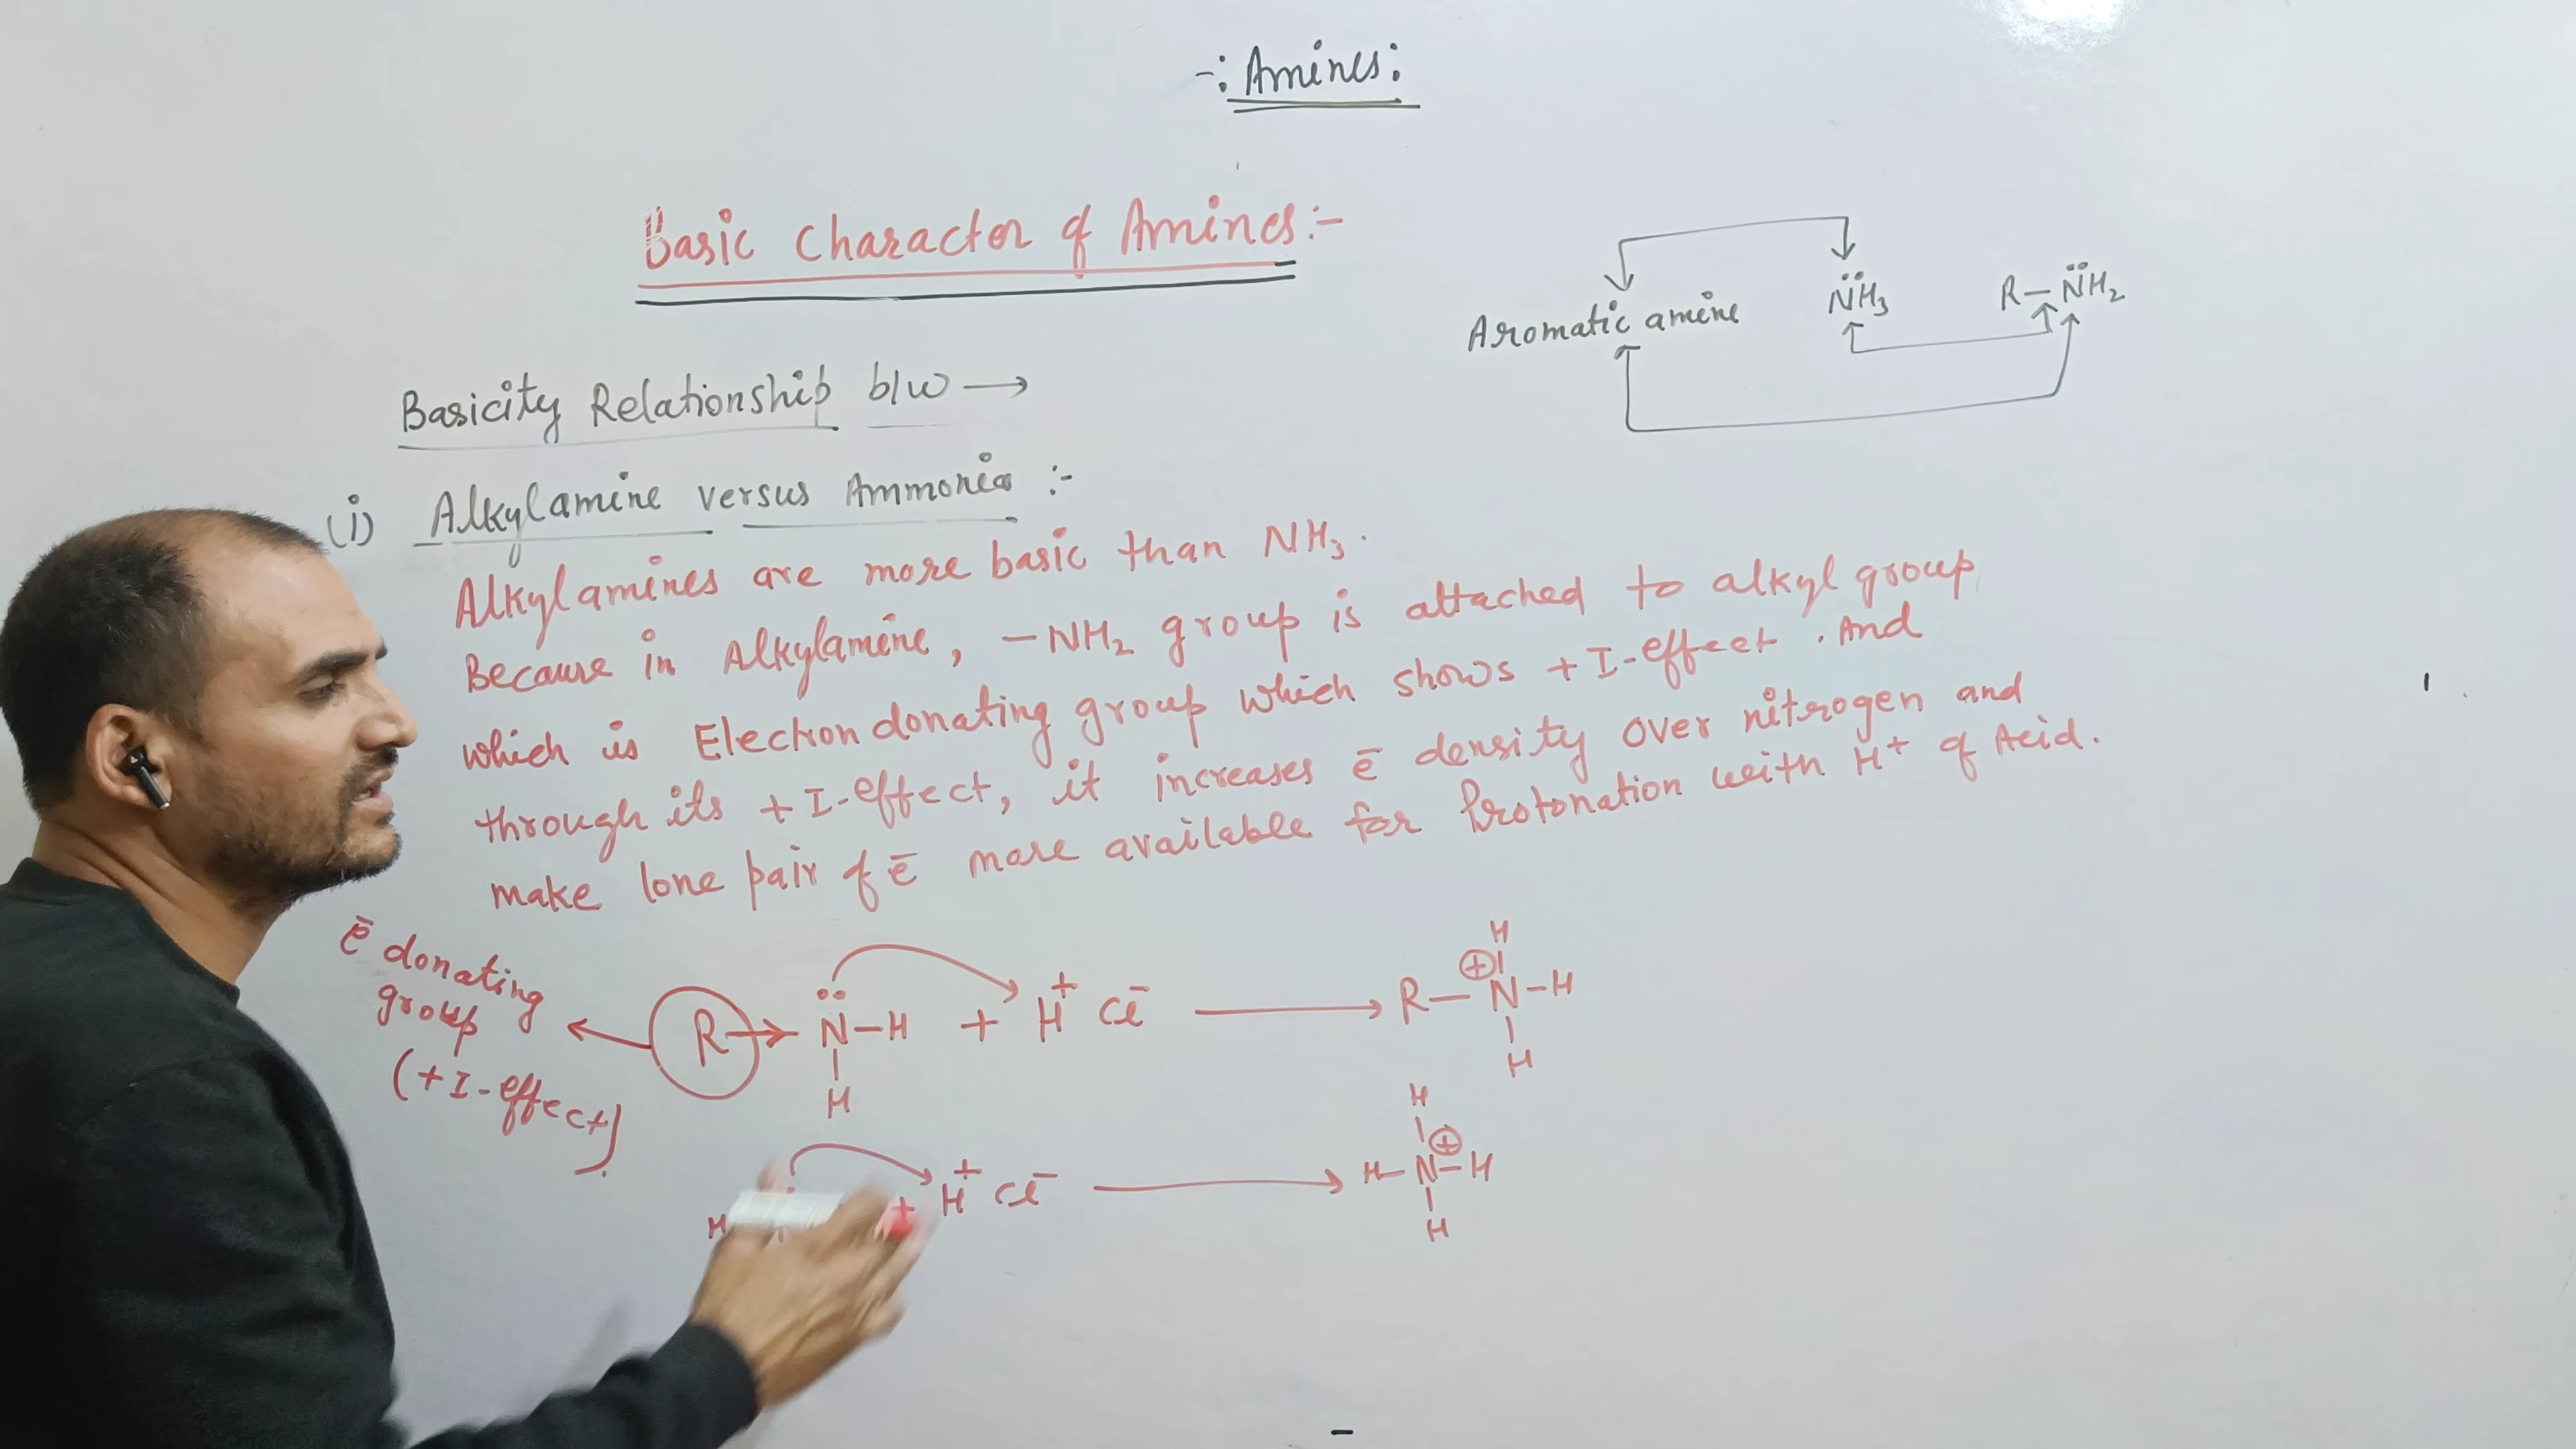 -: Amines:
Basic Character of Amines:-
Aromatic amine N̈H₃ R—N̈H₂
Basicity Relationship b/w →
(i) Alkylamine versus Ammonia :-
Alkylamines are more basic than NH₃.
Because in Alkylamine, —NH₂ group is attached to alkyl group
which is Electron donating group which shows +I-effect. And
through its +I-effect, it increases ē density over nitrogen and
make lone pair of ē more available for Protonation with H⁺ of Acid.
ē donating
group
(+I-effect)
R→N̈—H + H⁺ Cl⁻ ⟶ R—N⊕—H
H
H
H
H + H⁺ Cl⁻ ⟶ H—N⊕—H
H
H